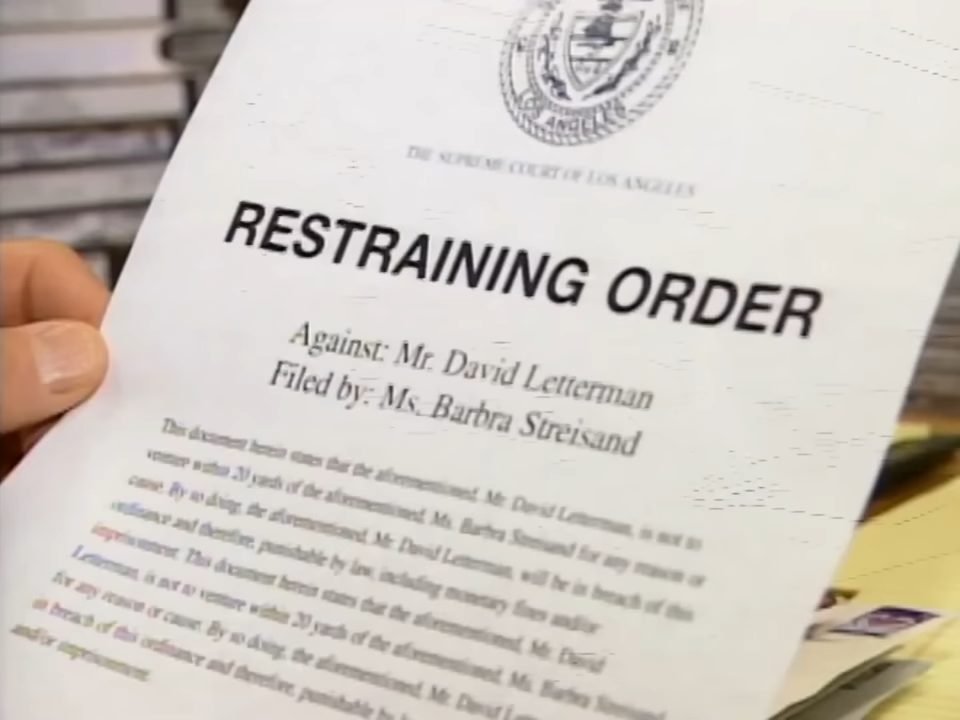 LOS ANGELES
THE SUPREME COURT OF LOS ANGELES
RESTRAINING ORDER
Against: Mr. David Letterman
Filed by: Ms. Barbra Streisand
This document herein states that the aforementioned, Mr. David Letterman, is not to
venture within 20 yards of the aforementioned, Ms. Barbra Streisand for any reason or
cause. By so doing, the aforementioned, Mr. David Letterman, will be in breach of this
ordinance and therefore, punishable by law, including monetary fines and/or
imprisonment. This document herein states that the aforementioned, Mr. David
Letterman, is not to venture within 20 yards of the aforementioned, Ms. Barbra Streisand
for any reason or cause. By so doing, the aforementioned, Mr. David
in breach of this ordinance and therefore, punishable by
and/or imprisonment.